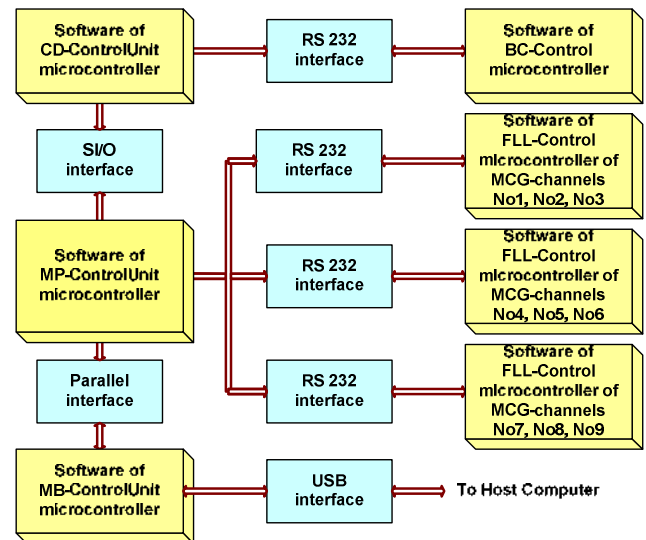 Software of
CD-ControlUnit
microcontroller
RS 232
interface
Software of
BC-Control
microcontroller
SI/O
interface
RS 232
interface
Software of
FLL-Control
microcontroller of
MCG-channels
No1, No2, No3
Software of
MP-ControlUnit
microcontroller
RS 232
interface
Software of
FLL-Control
microcontroller of
MCG-channels
No4, No5, No6
Parallel
interface
RS 232
interface
Software of
FLL-Control
microcontroller of
MCG-channels
No7, No8, No9
Software of
MB-ControlUnit
microcontroller
USB
interface
To Host Computer